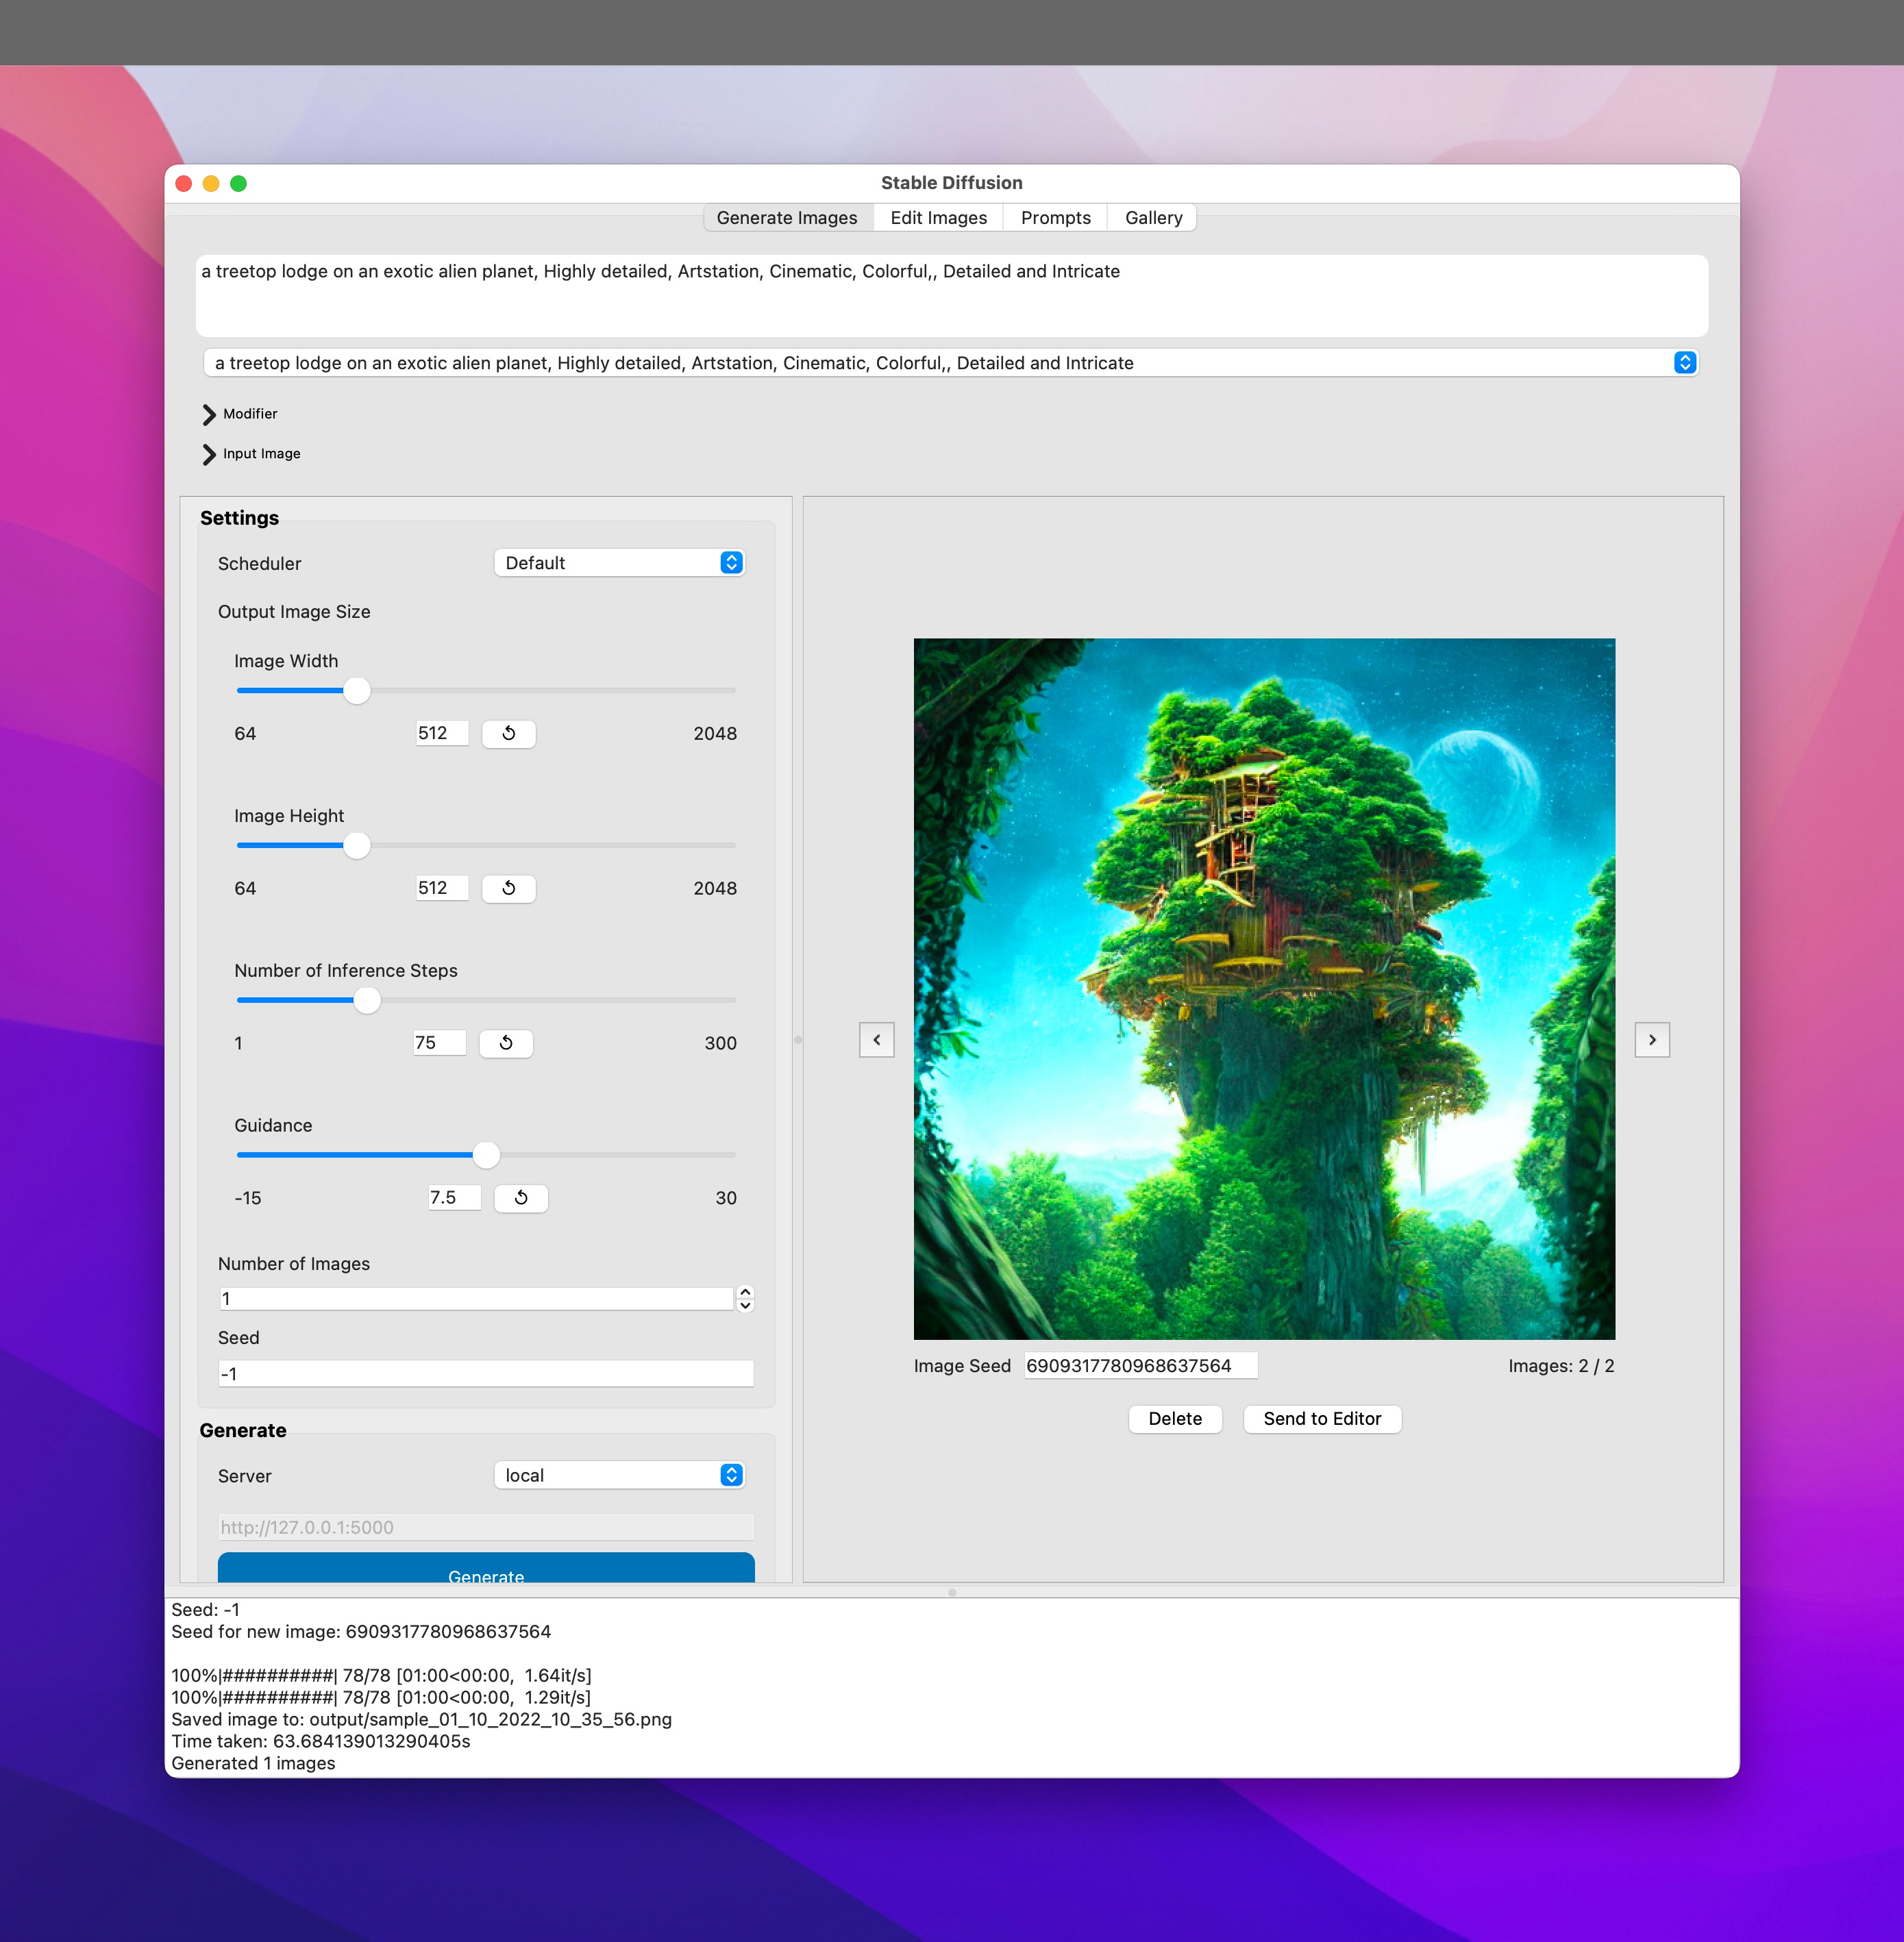 Stable Diffusion
Generate Images Edit Images Prompts Gallery
a treetop lodge on an exotic alien planet, Highly detailed, Artstation, Cinematic, Colorful,, Detailed and Intricate
a treetop lodge on an exotic alien planet, Highly detailed, Artstation, Cinematic, Colorful,, Detailed and Intricate
Modifier
Input Image
Settings
Scheduler Default
Output Image Size
Image Width
64 512 2048
Image Height
64 512 2048
Number of Inference Steps
1 75 300
Guidance
-15 7.5 30
Number of Images
1
Seed
-1
Generate
Server local
http://127.0.0.1:5000
Generate
Image Seed 6909317780968637564 Images: 2 / 2
Delete Send to Editor
Seed: -1
Seed for new image: 6909317780968637564
100%|##########| 78/78 [01:00<00:00, 1.64it/s]
100%|##########| 78/78 [01:00<00:00, 1.29it/s]
Saved image to: output/sample_01_10_2022_10_35_56.png
Time taken: 63.684139013290405s
Generated 1 images